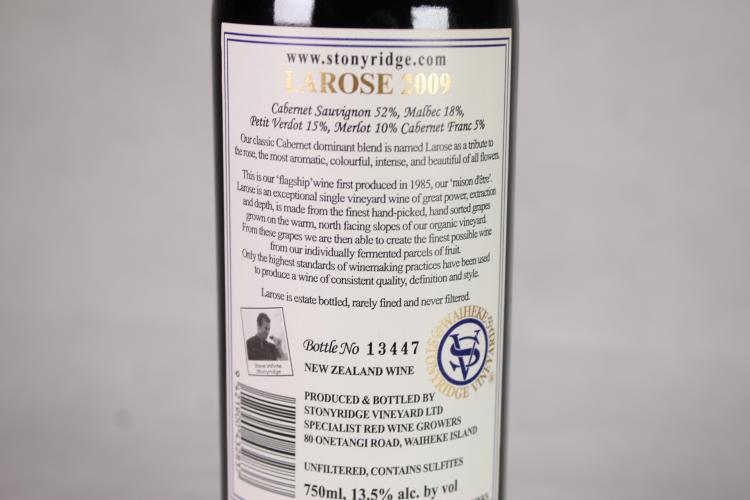 www.stonyridge.com
LAROSE 2009
Cabernet Sauvignon 52%, Malbec 18%,
Petit Verdot 15%, Merlot 10% Cabernet Franc 5%
Our classic Cabernet dominant blend is named Larose as a tribute to
the rose, the most aromatic, colourful, intense, and beautiful of all flowers.
This is our 'flagship' wine first produced in 1985, our 'raison d'être'.
Larose is an exceptional single vineyard wine of great power, extraction
and depth, is made from the finest hand-picked, hand sorted grapes
grown on the warm, north facing slopes of our organic vineyard.
From these grapes we are then able to create the finest possible wine
from our individually fermented parcels of fruit.
Only the highest standards of winemaking practices have been used
to produce a wine of consistent quality, definition and style.
Larose is estate bottled, rarely fined and never filtered.
Steve White
Stonyridge
Bottle No 13447
NEW ZEALAND WINE
WAIHEKE
STONYRIDGE VINEYARD
PRODUCED & BOTTLED BY
STONYRIDGE VINEYARD LTD
SPECIALIST RED WINE GROWERS
80 ONETANGI ROAD, WAIHEKE ISLAND
UNFILTERED, CONTAINS SULFITES
750ml, 13.5% alc. by vol